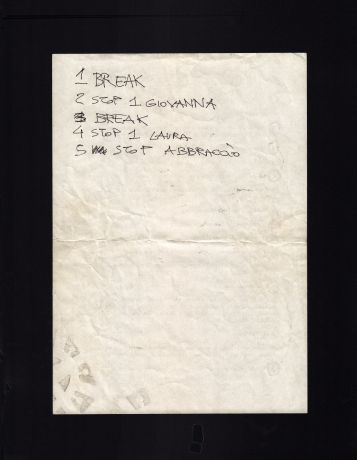 1 BREAK
2 STOP 1 GIOVANNA
3 BREAK
4 STOP 1 LAURA
5 STOP ABBRACCIO